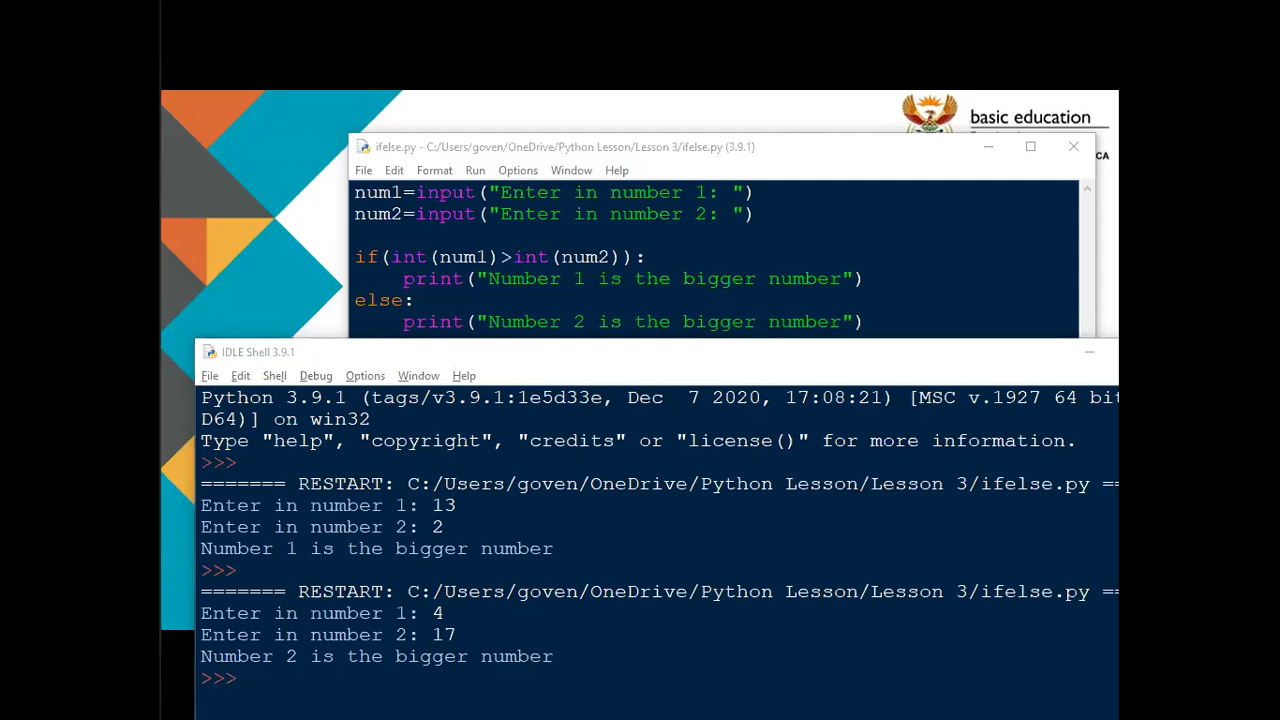 basic education
CA
ifelse.py - C:/Users/goven/OneDrive/Python Lesson/Lesson 3/ifelse.py (3.9.1)
File Edit Format Run Options Window Help
num1=input("Enter in number 1: ")
num2=input("Enter in number 2: ")
if(int(num1)>int(num2)):
print("Number 1 is the bigger number")
else:
print("Number 2 is the bigger number")
IDLE Shell 3.9.1
File Edit Shell Debug Options Window Help
Python 3.9.1 (tags/v3.9.1:1e5d33e, Dec  7 2020, 17:08:21) [MSC v.1927 64 bit
D64)] on win32
Type "help", "copyright", "credits" or "license()" for more information.
>>>
======= RESTART: C:/Users/goven/OneDrive/Python Lesson/Lesson 3/ifelse.py ==
Enter in number 1: 13
Enter in number 2: 2
Number 1 is the bigger number
>>>
======= RESTART: C:/Users/goven/OneDrive/Python Lesson/Lesson 3/ifelse.py ==
Enter in number 1: 4
Enter in number 2: 17
Number 2 is the bigger number
>>>